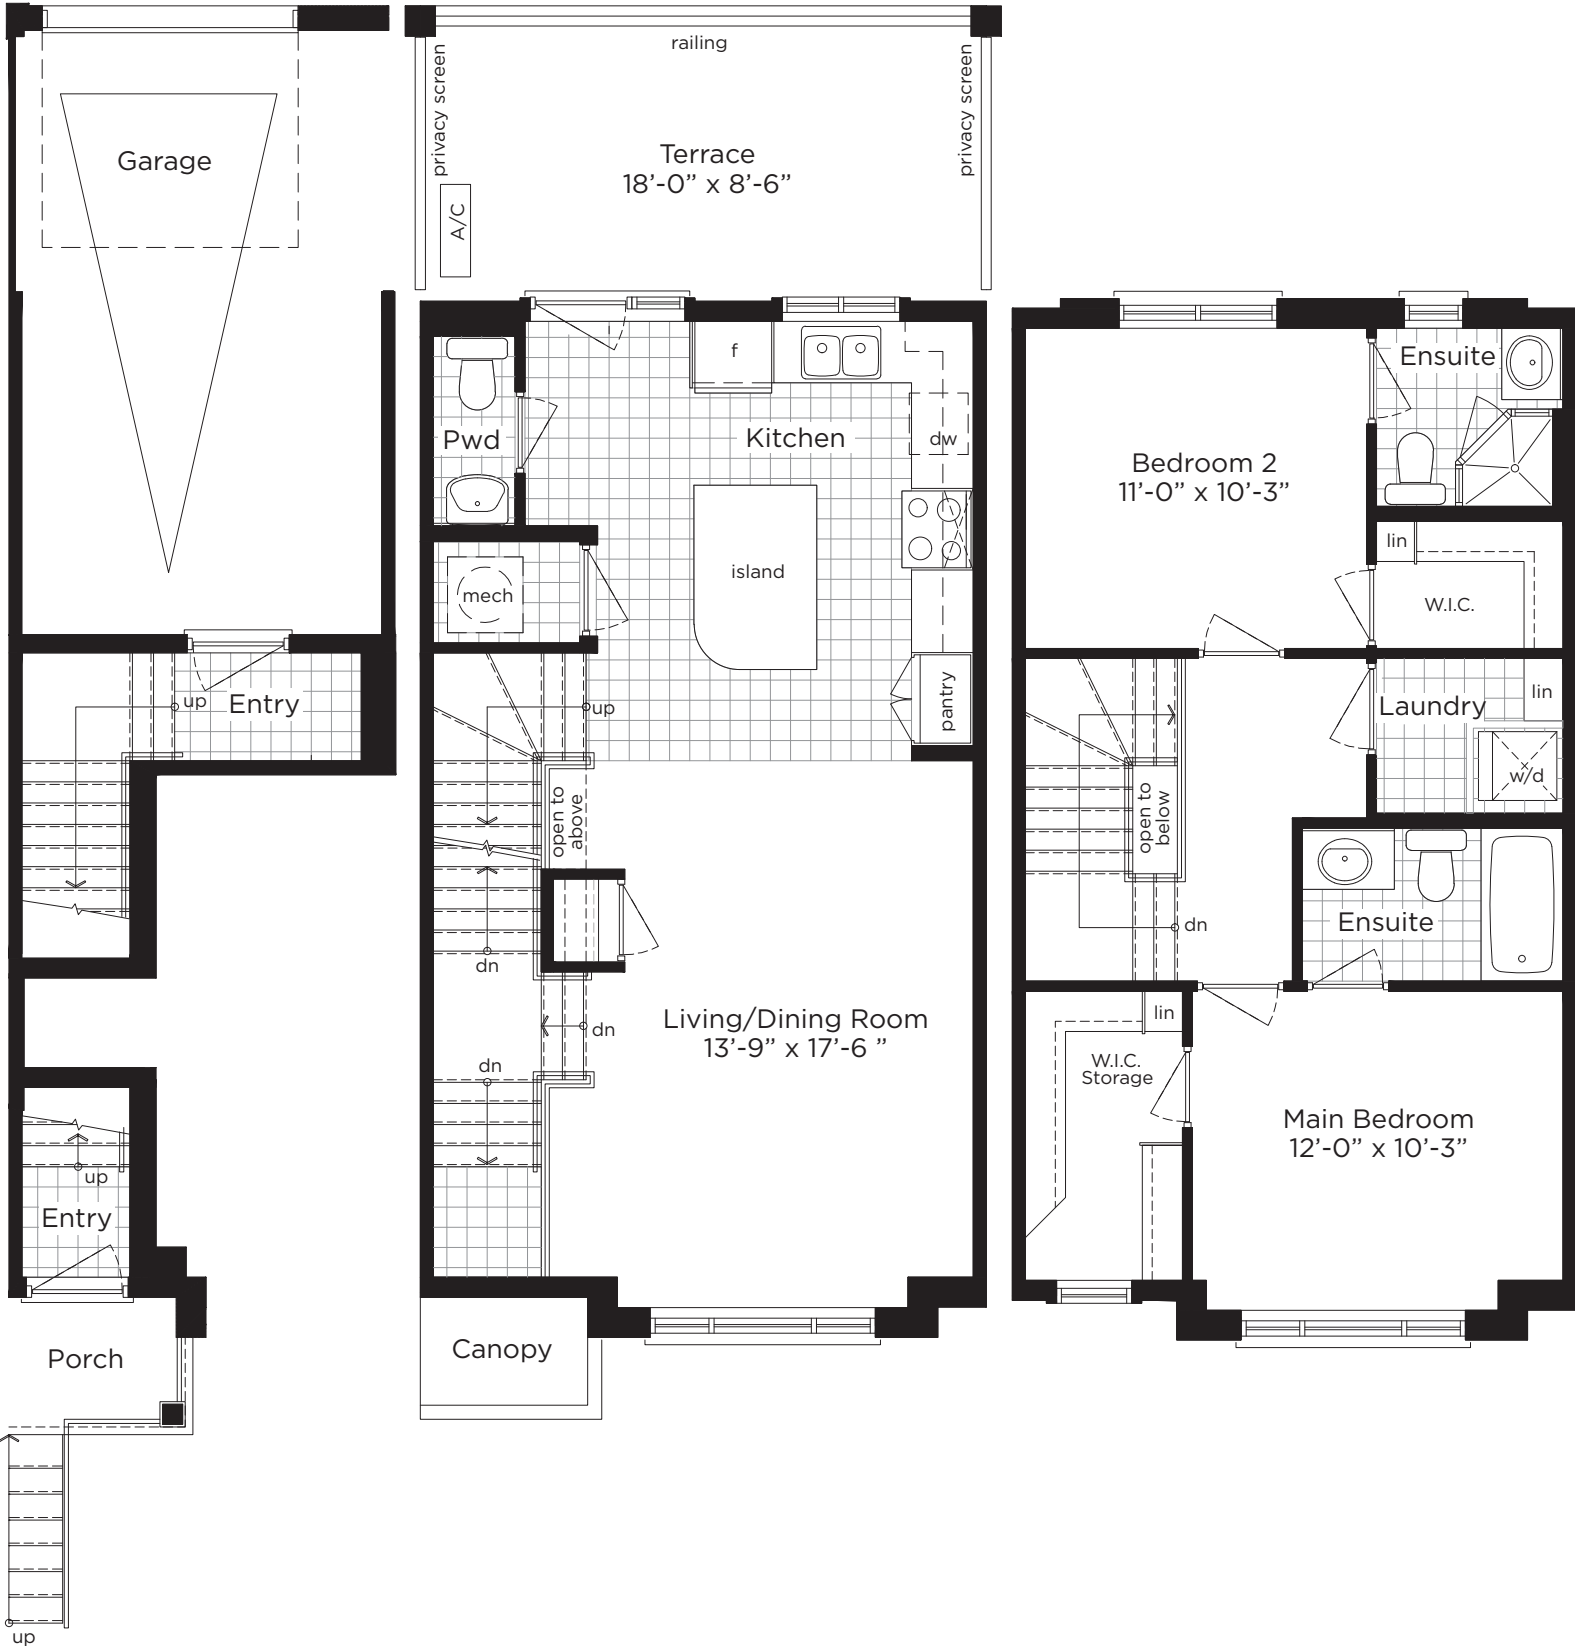 Garage
up
Entry
up
Entry
Porch
up
railing
privacy screen
privacy screen
Terrace
18’-0” x 8’-6”
A/C
f
Pwd
Kitchen
dw
mech
island
pantry
up
open to
above
dn
dn
dn
Living/Dining Room
13’-9” x 17’-6 ”
Canopy
Ensuite
Bedroom 2
11’-0” x 10’-3”
lin
W.I.C.
Laundry
lin
w/d
open to
below
dn
Ensuite
lin
W.I.C.
Storage
Main Bedroom
12’-0” x 10’-3”